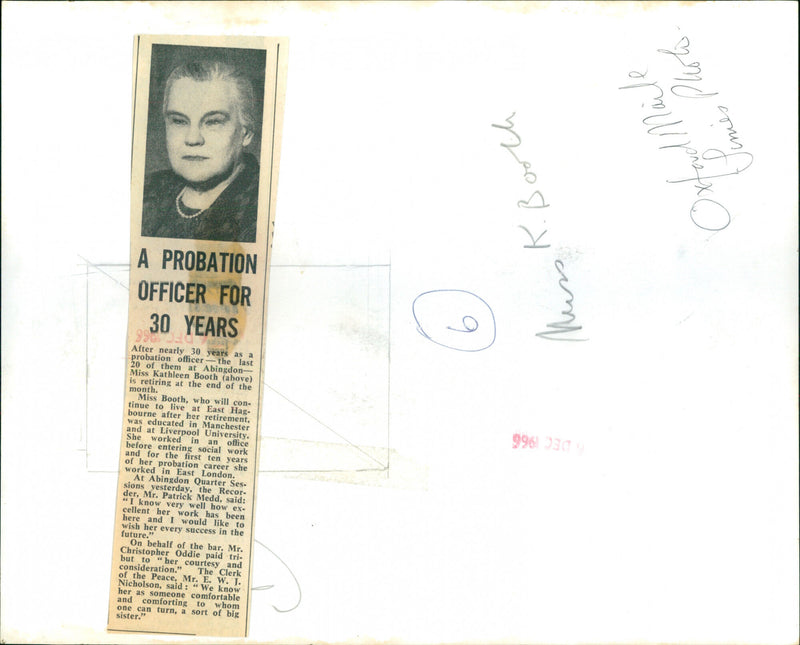 A PROBATION
OFFICER FOR
30 YEARS
After nearly 30 years as a
probation officer—the last
20 of them at Abingdon—
Miss Kathleen Booth (above)
is retiring at the end of the
month.
Miss Booth, who will con-
tinue to live at East Hag-
bourne after her retirement,
was educated in Manchester
and at Liverpool University.
She worked in an office
before entering social work
and for the first ten years
of her probation career she
worked in East London.
At Abingdon Quarter Ses-
sions yesterday, the Recor-
der, Mr. Patrick Medd, said:
"I know very well how ex-
cellent her work has been
here and I would like to
wish her every success in the
future."
On behalf of the bar, Mr.
Christopher Oddie paid tri-
but to "her courtesy and
consideration." The Clerk
of the Peace, Mr. E. W. J.
Nicholson, said: "We know
her as someone comfortable
and comforting to whom
one can turn, a sort of big
sister."
6
Miss K. Booth
Oxford Mail &
Times Photo.
DEC 1966
DEC 1966